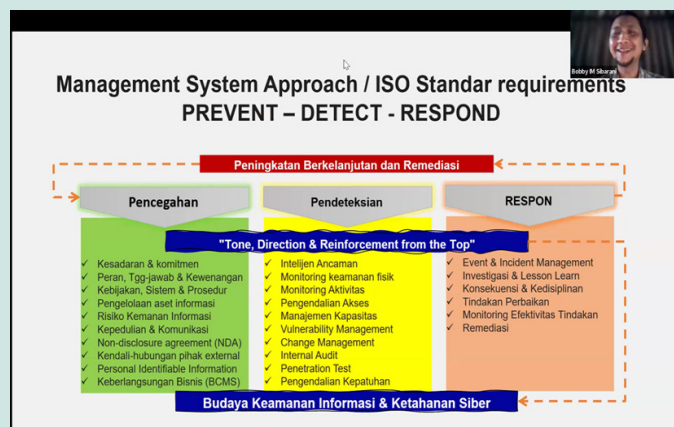 Bobby IM Sibarani
Management System Approach / ISO Standar requirements
PREVENT – DETECT - RESPOND
Peningkatan Berkelanjutan dan Remediasi
Pencegahan
Pendeteksian
RESPON
"Tone, Direction & Reinforcement from the Top"
Kesadaran & komitmen
Peran, Tgg-jawab & Kewenangan
Kebijakan, Sistem & Prosedur
Pengelolaan aset informasi
Risiko Kemanan Informasi
Kepedulian & Komunikasi
Non-disclosure agreement (NDA)
Kendali-hubungan pihak external
Personal Identifiable Information
Keberlangsungan Bisnis (BCMS)
Intelijen Ancaman
Monitoring keamanan fisik
Monitoring Aktivitas
Pengendalian Akses
Manajemen Kapasitas
Vulnerability Management
Change Management
Internal Audit
Penetration Test
Pengendalian Kepatuhan
Event & Incident Management
Investigasi & Lesson Learn
Konsekuensi & Kedisiplinan
Tindakan Perbaikan
Monitoring Efektivitas Tindakan
Remediasi
Budaya Keamanan Informasi & Ketahanan Siber